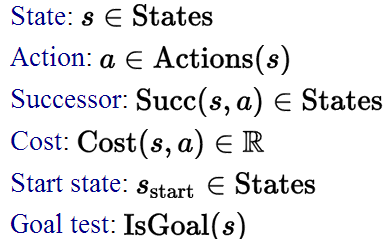 State: s ∈ States
Action: a ∈ Actions(s)
Successor: Succ(s, a) ∈ States
Cost: Cost(s, a) ∈ ℝ
Start state: s_start ∈ States
Goal test: IsGoal(s)